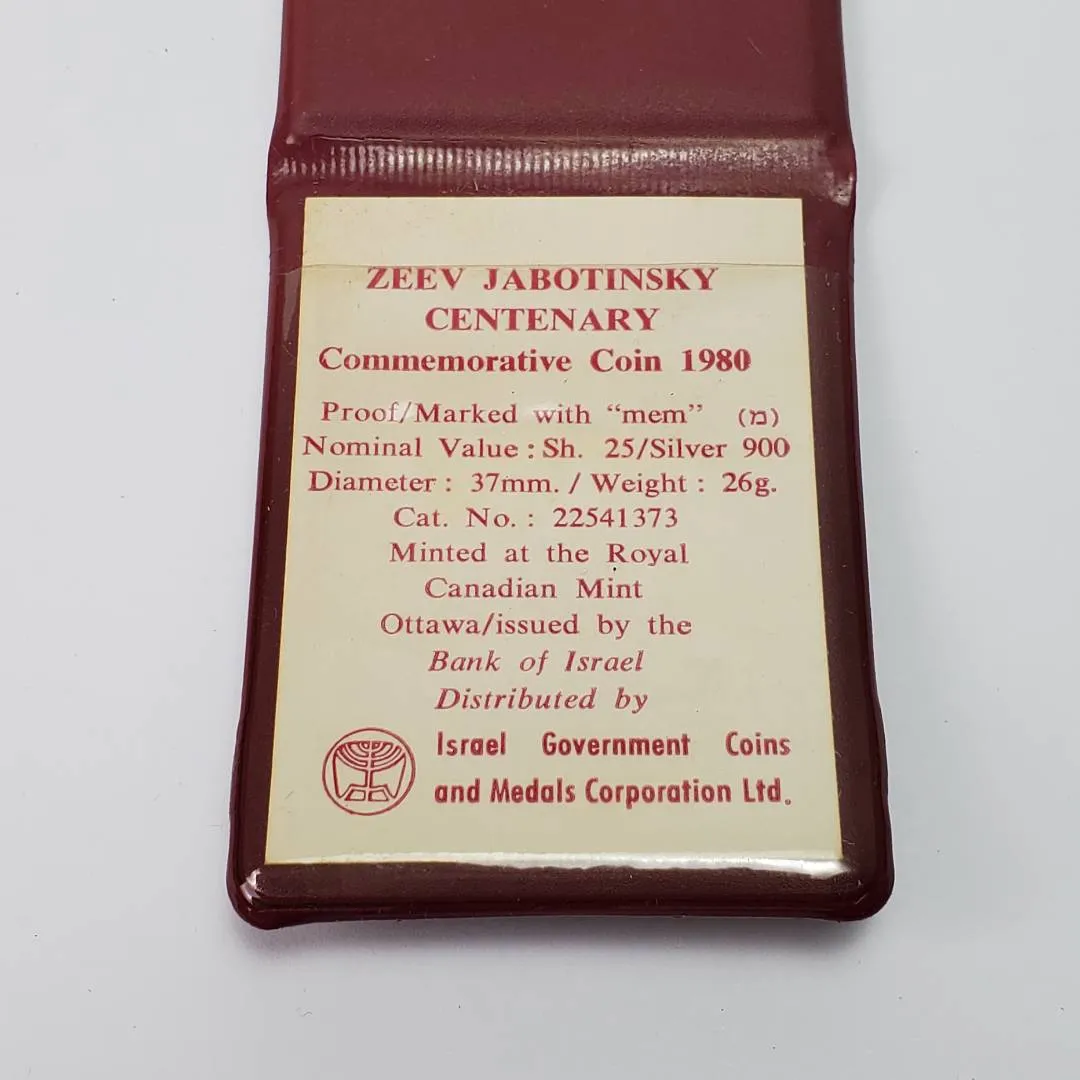 ZEEV JABOTINSKY
CENTENARY
Commemorative Coin 1980
Proof/Marked with “mem” (מ)
Nominal Value : Sh. 25/Silver 900
Diameter : 37mm. / Weight : 26g.
Cat. No. : 22541373
Minted at the Royal
Canadian Mint
Ottawa/issued by the
Bank of Israel
Distributed by
Israel Government Coins
and Medals Corporation Ltd.